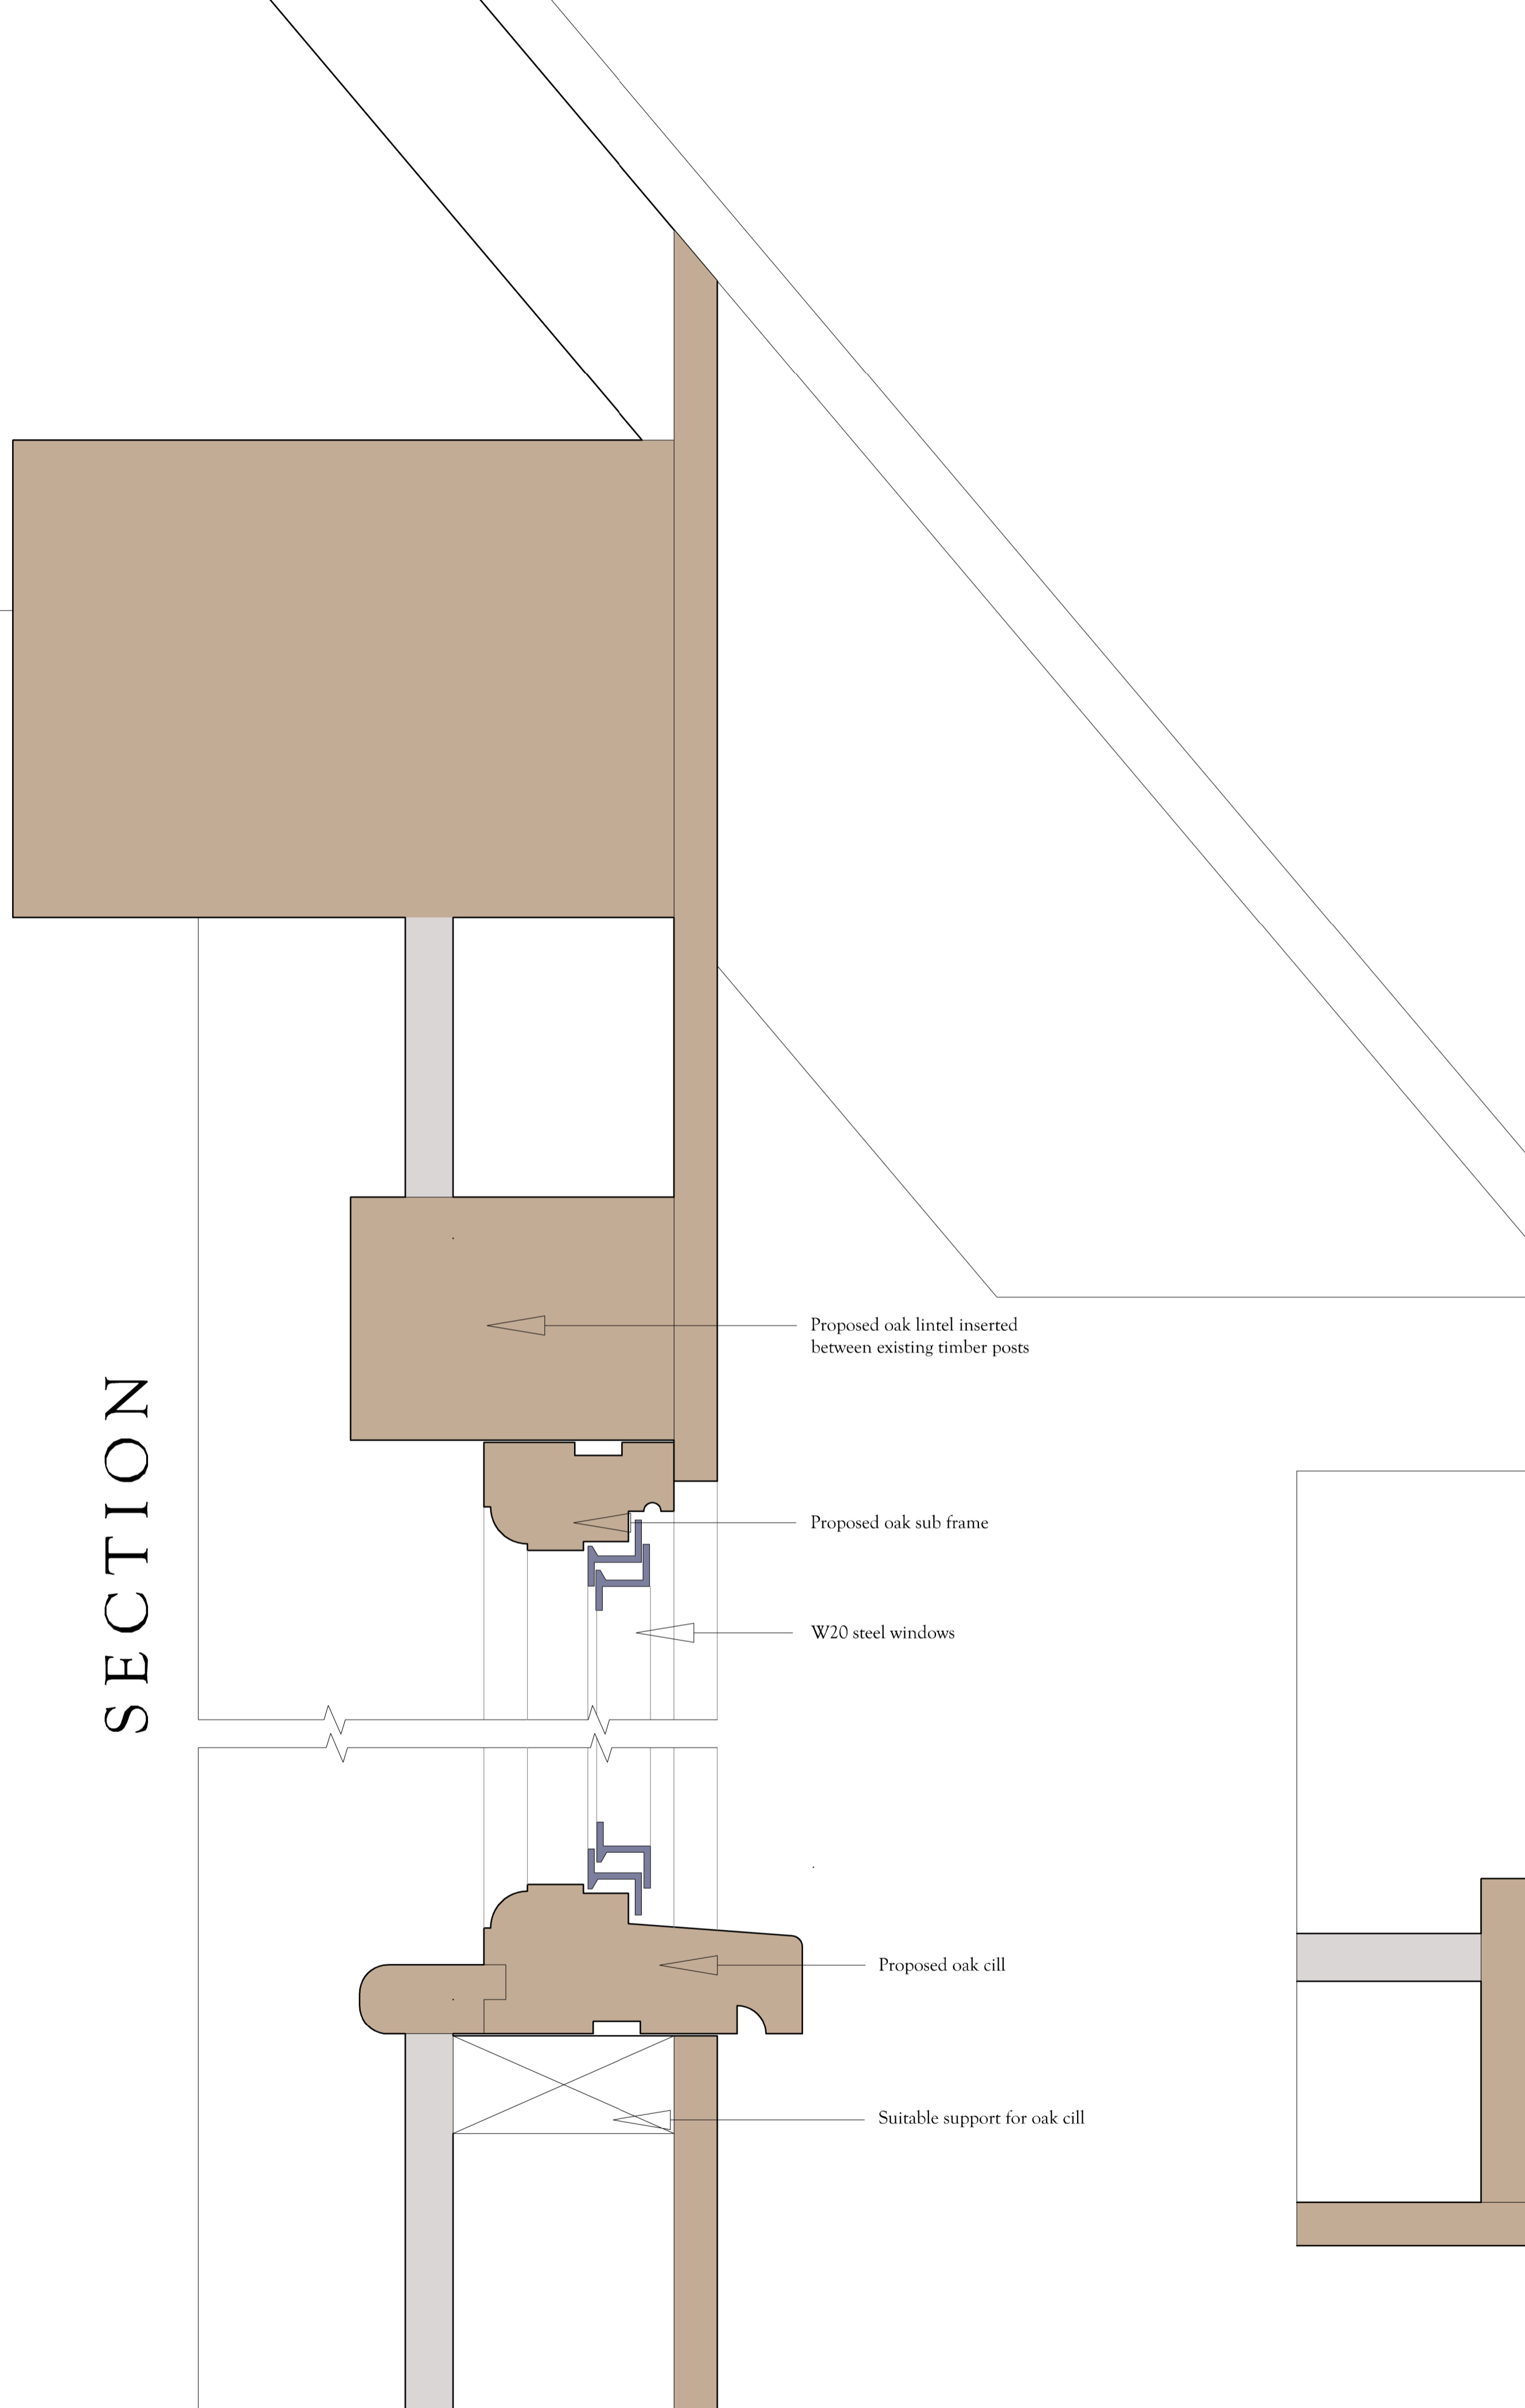 Proposed oak lintel inserted
between existing timber posts
SECTION
Proposed oak sub frame
W20 steel windows
Proposed oak cill
Suitable support for oak cill